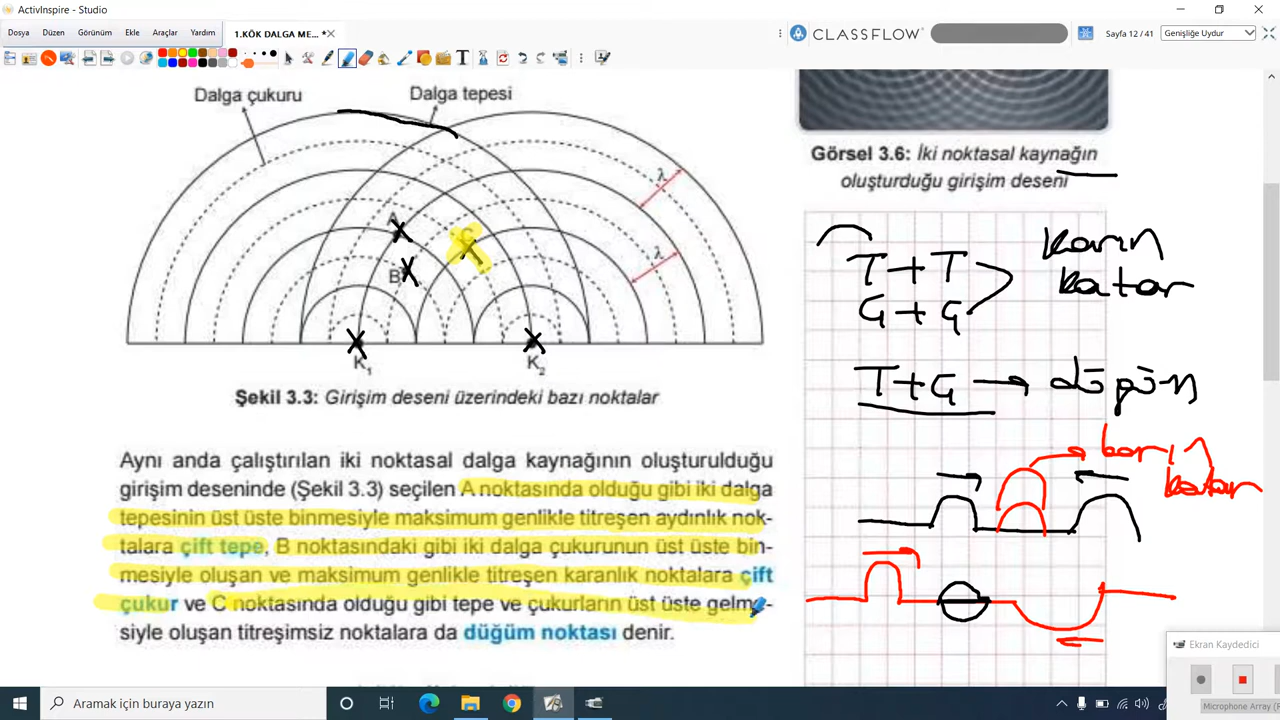 ActivInspire - Studio
Dosya Düzen Görünüm Ekle Araçlar Yardım
1.KÖK DALGA ME... *
CLASSFLOW
Sayfa 12 / 41
Genişliğe Uydur
Dalga çukuru
Dalga tepesi
λ
λ
A
B
C
K₁
K₂
Şekil 3.3: Girişim deseni üzerindeki bazı noktalar
Aynı anda çalıştırılan iki noktasal dalga kaynağının oluşturulduğu
girişim deseninde (Şekil 3.3) seçilen A noktasında olduğu gibi iki dalga
tepesinin üst üste binmesiyle maksimum genlikle titreşen aydınlık nok-
talara çift tepe, B noktasındaki gibi iki dalga çukurunun üst üste bin-
mesiyle oluşan ve maksimum genlikle titreşen karanlık noktalara çift
çukur ve C noktasında olduğu gibi tepe ve çukurların üst üste gelme-
siyle oluşan titreşimsiz noktalara da düğüm noktası denir.
Görsel 3.6: İki noktasal kaynağın
oluşturduğu girişim deseni
T+T
Ç+Ç
karın
katar
T+Ç → düğüm
karın
katar
Ekran Kaydedici
Microphone Array (
Aramak için buraya yazın